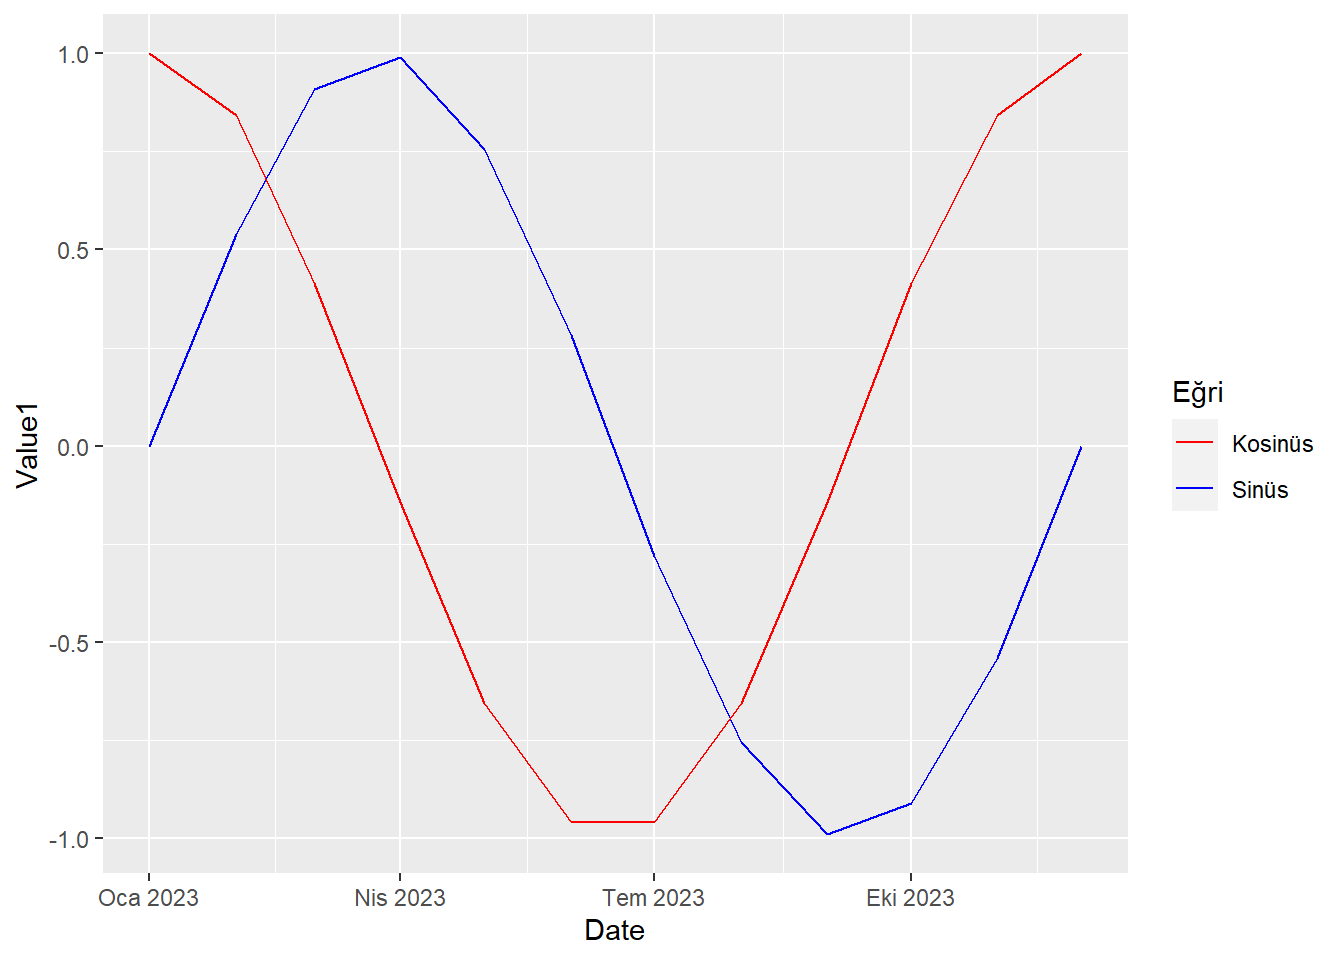 1.0
0.5
0.0
-0.5
-1.0
Value1
Oca 2023
Nis 2023
Tem 2023
Eki 2023
Date
Eğri
Kosinüs
Sinüs